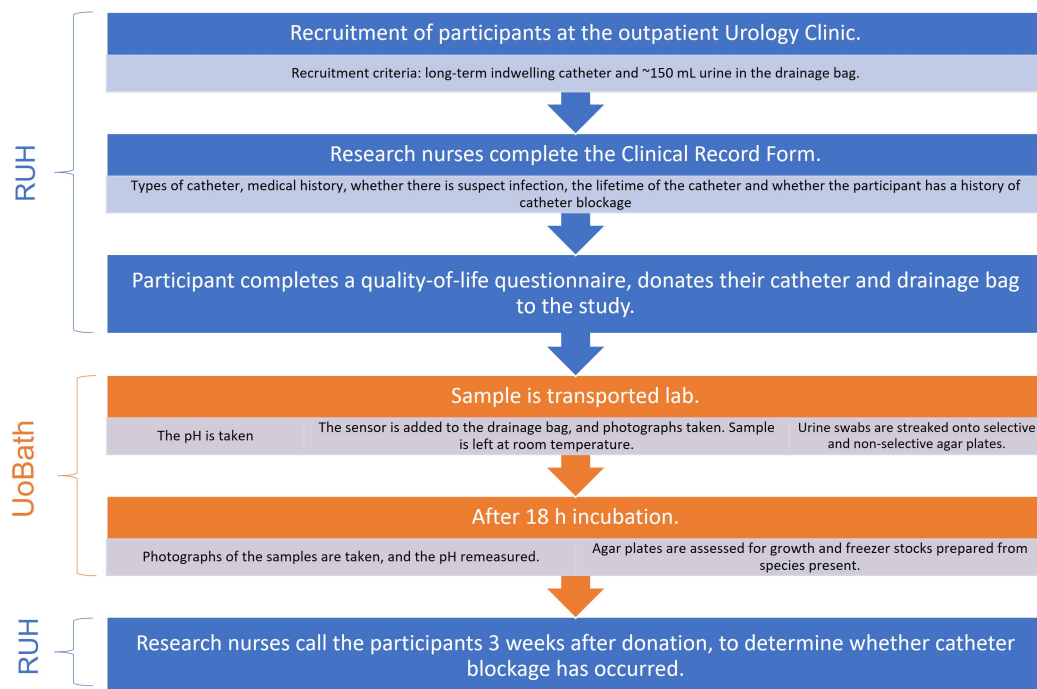 RUH
Recruitment of participants at the outpatient Urology Clinic.
Recruitment criteria: long-term indwelling catheter and ~150 mL urine in the drainage bag.
Research nurses complete the Clinical Record Form.
Types of catheter, medical history, whether there is suspect infection, the lifetime of the catheter and whether the participant has a history of
catheter blockage
Participant completes a quality-of-life questionnaire, donates their catheter and drainage bag
to the study.
UoBath
Sample is transported lab.
The pH is taken
The sensor is added to the drainage bag, and photographs taken. Sample
is left at room temperature.
Urine swabs are streaked onto selective
and non-selective agar plates.
After 18 h incubation.
Photographs of the samples are taken, and the pH remeasured.
Agar plates are assessed for growth and freezer stocks prepared from
species present.
RUH
Research nurses call the participants 3 weeks after donation, to determine whether catheter
blockage has occurred.